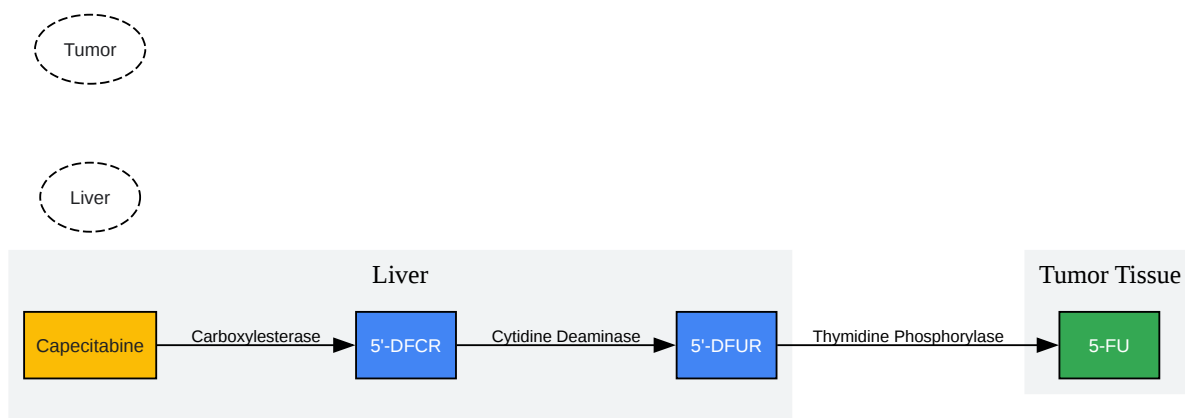 Tumor
Liver
Liver
Tumor Tissue
Capecitabine
Carboxylesterase
5'-DFCR
Cytidine Deaminase
5'-DFUR
Thymidine Phosphorylase
5-FU